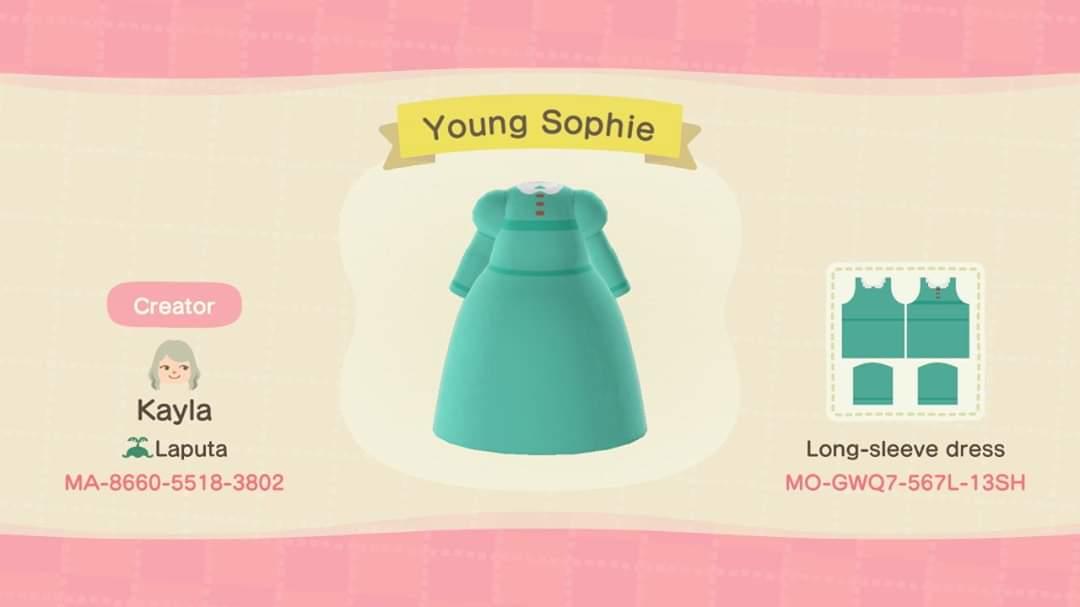 Young Sophie
Creator
Kayla
Laputa
MA-8660-5518-3802
Long-sleeve dress
MO-GWQ7-567L-13SH